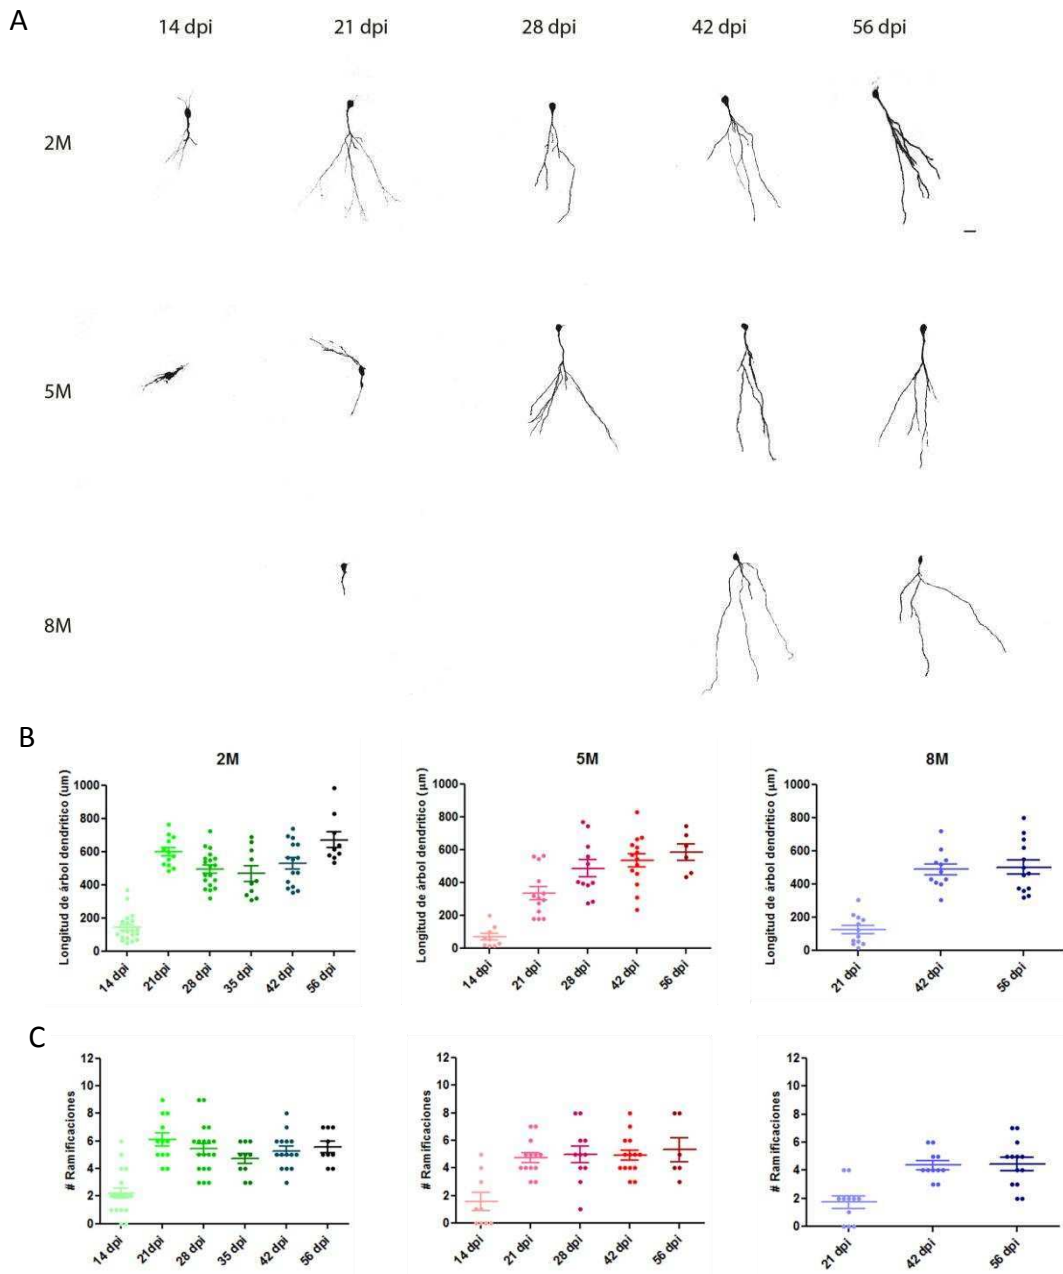 A
14 dpi 21 dpi 28 dpi 42 dpi 56 dpi
2M
5M
8M
B
2M
Longitud de árbol dendrítico (µm)
1000
800
600
400
200
0
14 dpi 21dpi 28 dpi 35 dpi 42 dpi 56 dpi
5M
Longitud de árbol dendrítico (µm)
1000
800
600
400
200
0
14 dpi 21 dpi 28 dpi 42 dpi 56 dpi
8M
Longitud de árbol dendrítico (µm)
1000
800
600
400
200
0
21 dpi 42 dpi 56 dpi
C
# Ramificaciones
12
10
8
6
4
2
0
14 dpi 21dpi 28 dpi 35 dpi 42 dpi 56 dpi
# Ramificaciones
12
10
8
6
4
2
0
14 dpi 21 dpi 28 dpi 42 dpi 56 dpi
# Ramificaciones
12
10
8
6
4
2
0
21 dpi 42 dpi 56 dpi